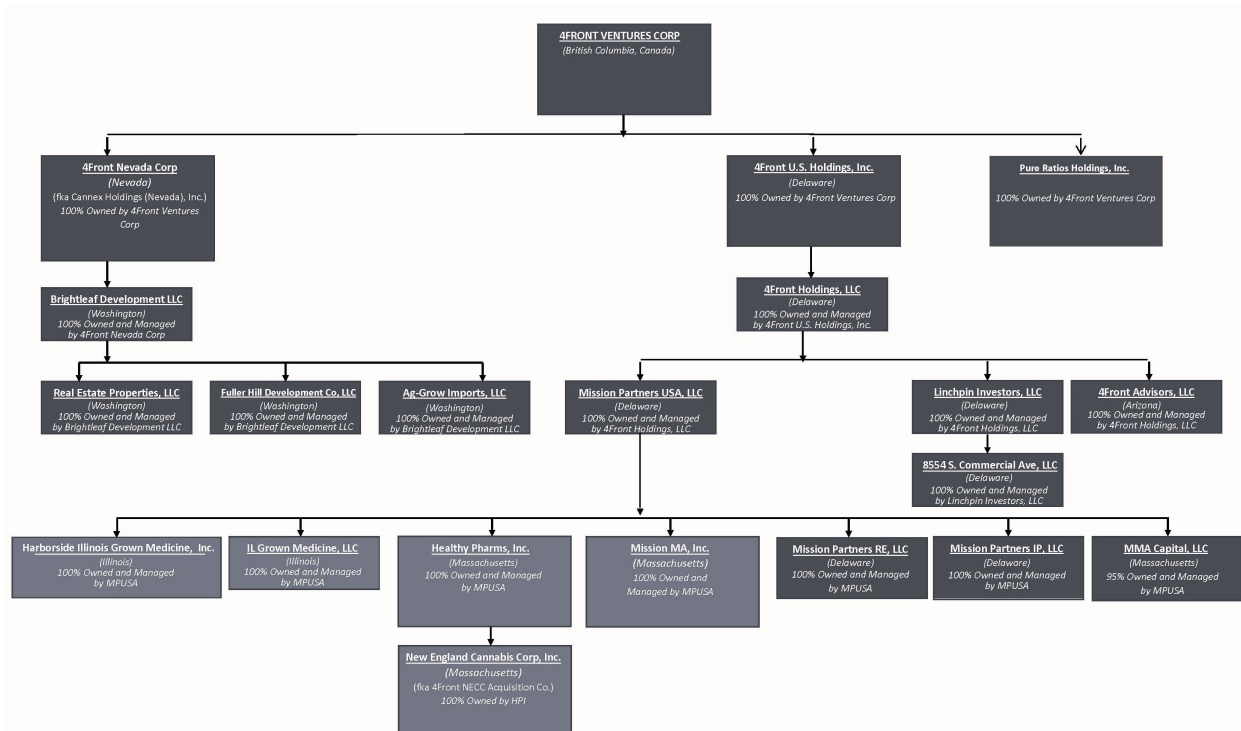 4FRONT VENTURES CORP
(British Columbia, Canada)
4Front Nevada Corp
(Nevada)
(fka Cannex Holdings (Nevada), Inc.)
100% Owned by 4Front Ventures
Corp
4Front U.S. Holdings, Inc.
(Delaware)
100% Owned by 4Front Ventures Corp
Pure Ratios Holdings, Inc.
100% Owned by 4Front Ventures Corp
Brightleaf Development LLC
(Washington)
100% Owned and Managed
by 4Front Nevada Corp
4Front Holdings, LLC
(Delaware)
100% Owned and Managed
by 4Front U.S. Holdings, Inc.
Real Estate Properties, LLC
(Washington)
100% Owned and Managed
by Brightleaf Development LLC
Fuller Hill Development Co, LLC
(Washington)
100% Owned and Managed
by Brightleaf Development LLC
Ag-Grow Imports, LLC
(Washington)
100% Owned and Managed
by Brightleaf Development LLC
Mission Partners USA, LLC
(Delaware)
100% Owned and Managed
by 4Front Holdings, LLC
Linchpin Investors, LLC
(Delaware)
100% Owned and Managed
by 4Front Holdings, LLC
4Front Advisors, LLC
(Arizona)
100% Owned and Managed
by 4Front Holdings, LLC
8554 S. Commercial Ave, LLC
(Delaware)
100% Owned and Managed
by Linchpin Investors, LLC
Harborside Illinois Grown Medicine, Inc.
(Illinois)
100% Owned and Managed
by MPUSA
IL Grown Medicine, LLC
(Illinois)
100% Owned and Managed
by MPUSA
Healthy Pharms, Inc.
(Massachusetts)
100% Owned and Managed
by MPUSA
Mission MA, Inc.
(Massachusetts)
100% Owned and
Managed by MPUSA
Mission Partners RE, LLC
(Delaware)
100% Owned and Managed
by MPUSA
Mission Partners IP, LLC
(Delaware)
100% Owned and Managed
by MPUSA
MMA Capital, LLC
(Massachusetts)
95% Owned and Managed
by MPUSA
New England Cannabis Corp, Inc.
(Massachusetts)
(fka 4Front NECC Acquisition Co.)
100% Owned by HPI